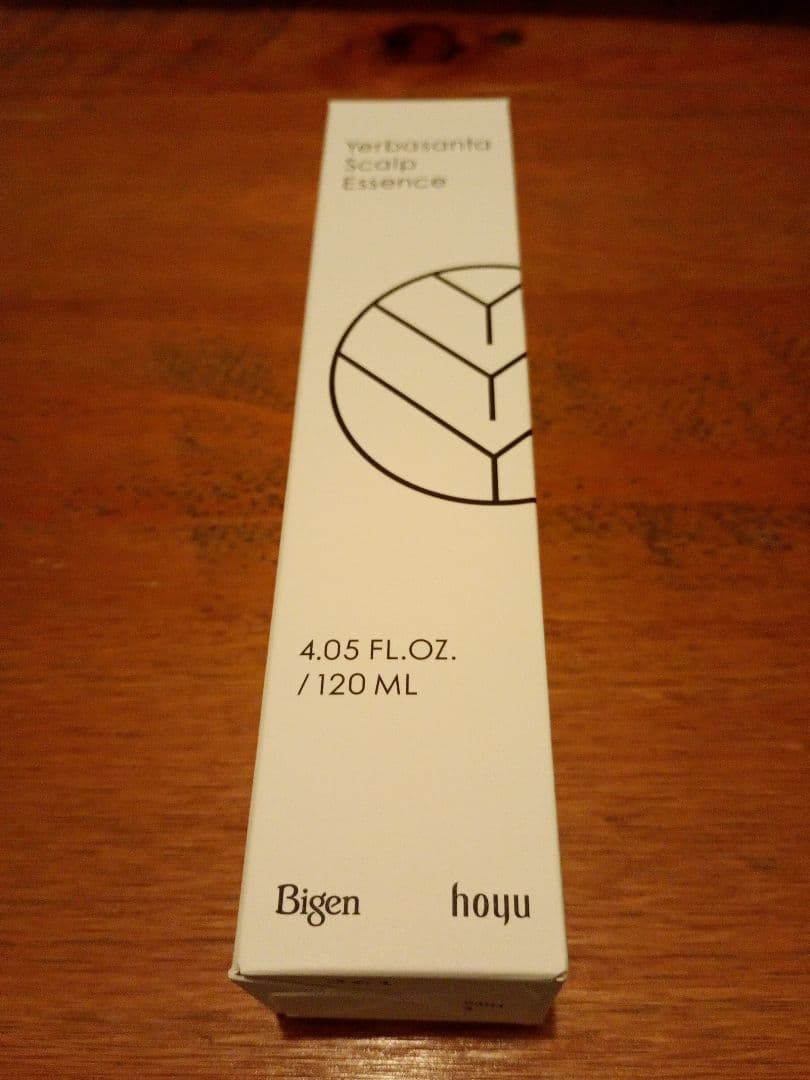 Yerbasanta
Scalp
Essence
4.05 FL.OZ.
/ 120 ML
Bigen
hoyu